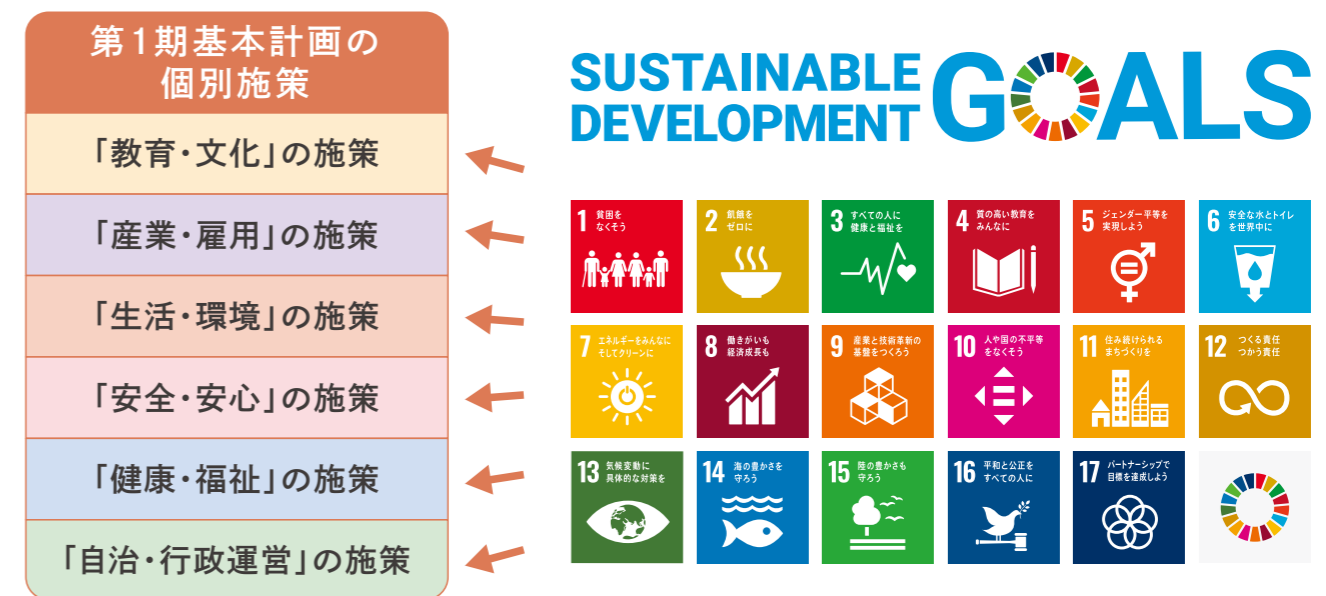 第1期基本計画の
個別施策
「教育・文化」の施策
「産業・雇用」の施策
「生活・環境」の施策
「安全・安心」の施策
「健康・福祉」の施策
「自治・行政運営」の施策
SUSTAINABLE
DEVELOPMENT
GOALS
1 貧困を
なくそう
2 飢餓を
ゼロに
3 すべての人に
健康と福祉を
4 質の高い教育を
みんなに
5 ジェンダー平等を
実現しよう
6 安全な水とトイレ
を世界中に
7 エネルギーをみんなに
そしてクリーンに
8 働きがいも
経済成長も
9 産業と技術革新の
基盤をつくろう
10 人や国の不平等
をなくそう
11 住み続けられる
まちづくりを
12 つくる責任
つかう責任
13 気候変動に
具体的な対策を
14 海の豊かさを
守ろう
15 陸の豊かさも
守ろう
16 平和と公正を
すべての人に
17 パートナーシップで
目標を達成しよう